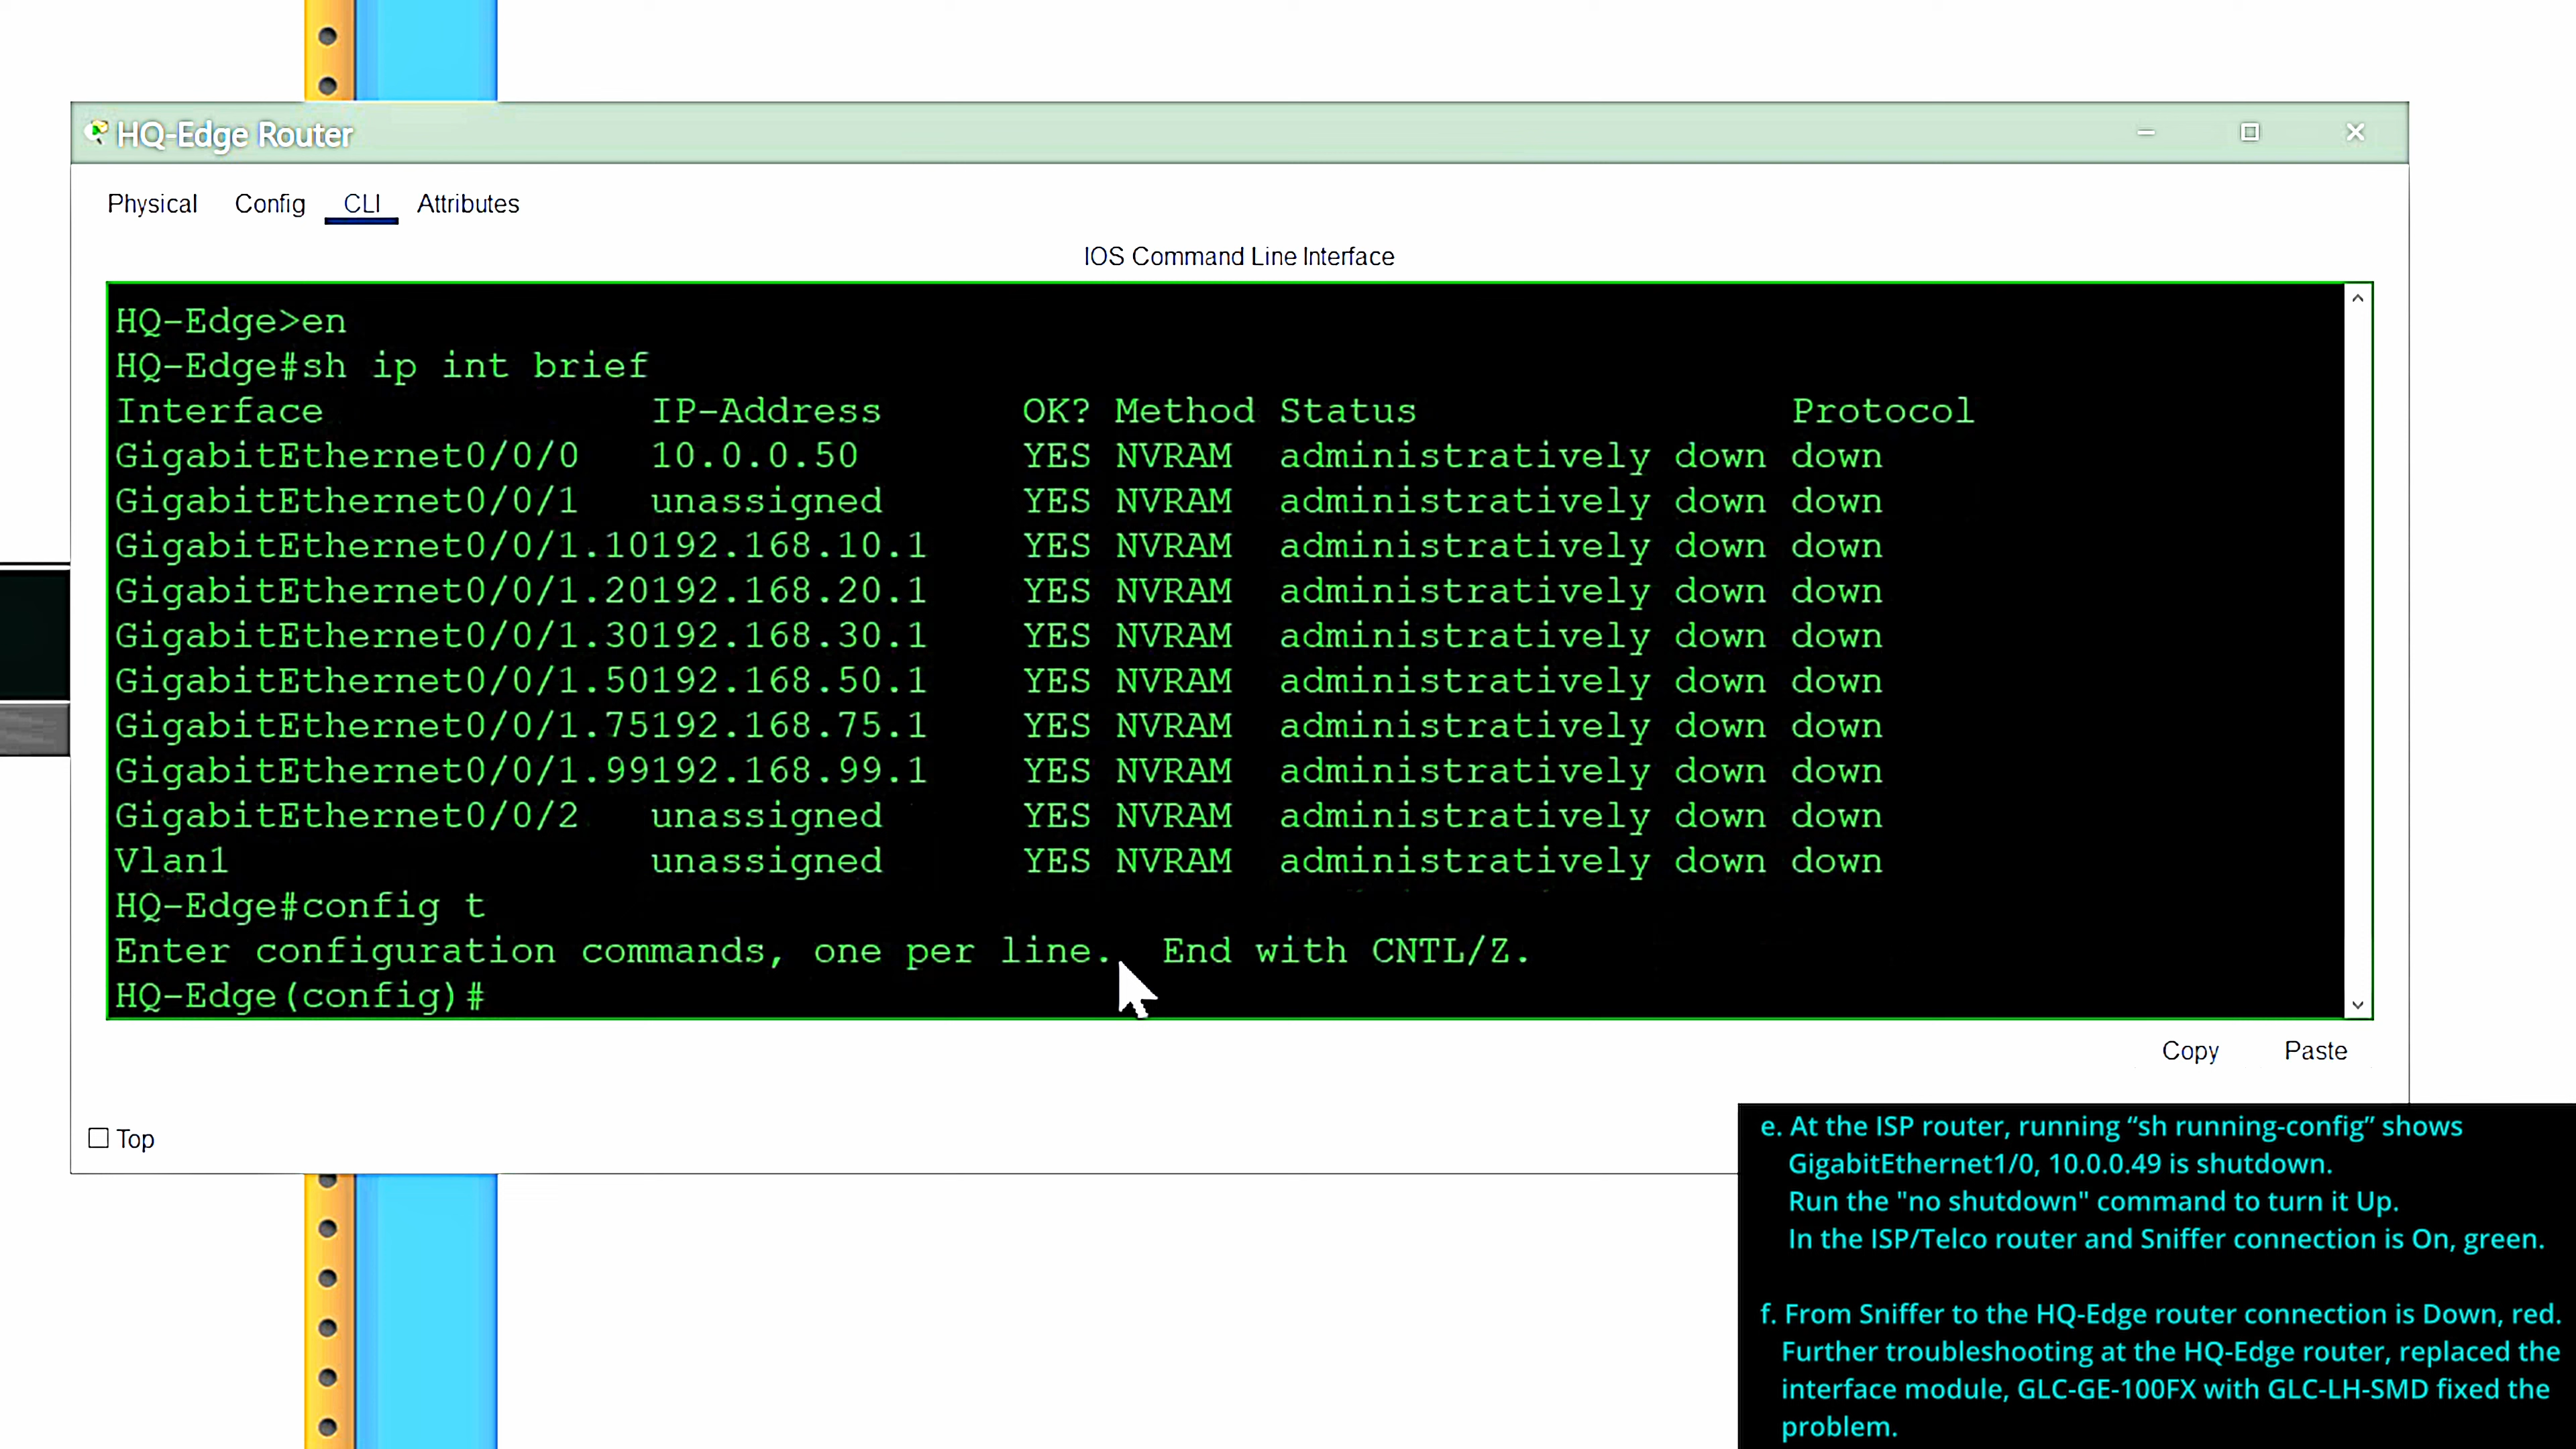 HQ-Edge Router
Physical Config CLI Attributes
IOS Command Line Interface
HQ-Edge>en
HQ-Edge#sh ip int brief
Interface IP-Address OK? Method Status Protocol
GigabitEthernet0/0/0 10.0.0.50 YES NVRAM administratively down down
GigabitEthernet0/0/1 unassigned YES NVRAM administratively down down
GigabitEthernet0/0/1.10192.168.10.1 YES NVRAM administratively down down
GigabitEthernet0/0/1.20192.168.20.1 YES NVRAM administratively down down
GigabitEthernet0/0/1.30192.168.30.1 YES NVRAM administratively down down
GigabitEthernet0/0/1.50192.168.50.1 YES NVRAM administratively down down
GigabitEthernet0/0/1.75192.168.75.1 YES NVRAM administratively down down
GigabitEthernet0/0/1.99192.168.99.1 YES NVRAM administratively down down
GigabitEthernet0/0/2 unassigned YES NVRAM administratively down down
Vlan1 unassigned YES NVRAM administratively down down
HQ-Edge#config t
Enter configuration commands, one per line. End with CNTL/Z.
HQ-Edge(config)#
Copy Paste
Top
e. At the ISP router, running “sh running-config” shows
GigabitEthernet1/0, 10.0.0.49 is shutdown.
Run the "no shutdown" command to turn it Up.
In the ISP/Telco router and Sniffer connection is On, green.
f. From Sniffer to the HQ-Edge router connection is Down, red.
Further troubleshooting at the HQ-Edge router, replaced the
interface module, GLC-GE-100FX with GLC-LH-SMD fixed the
problem.